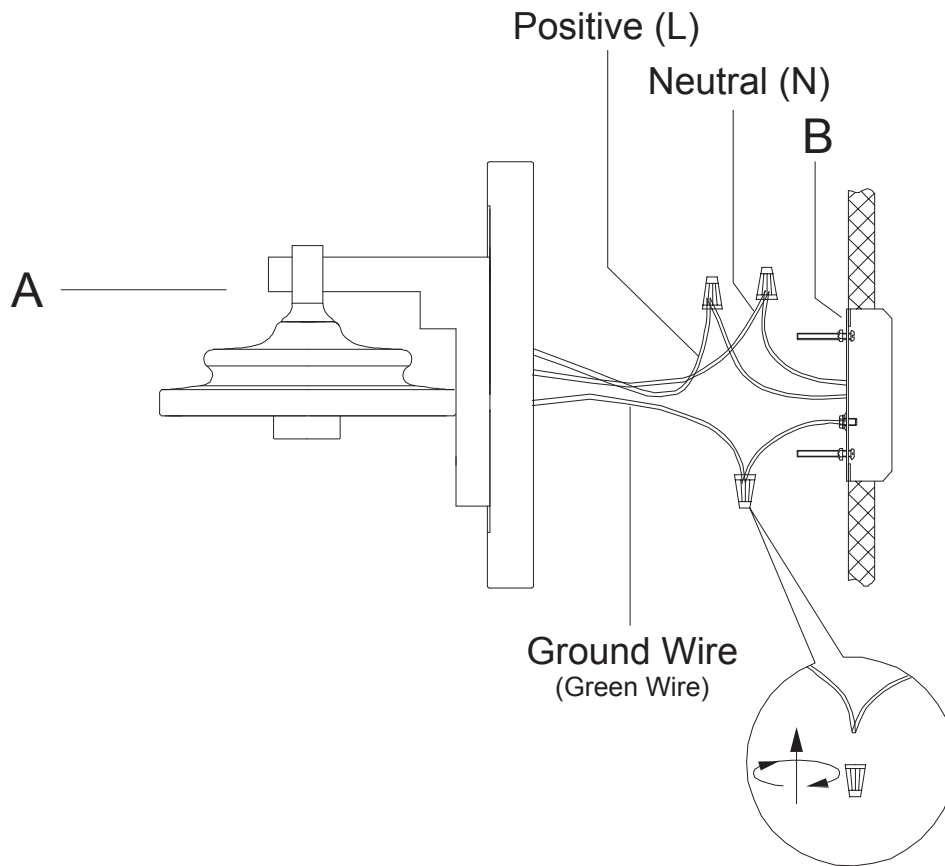 Positive (L)
Neutral (N)
B
A
Ground Wire
(Green Wire)